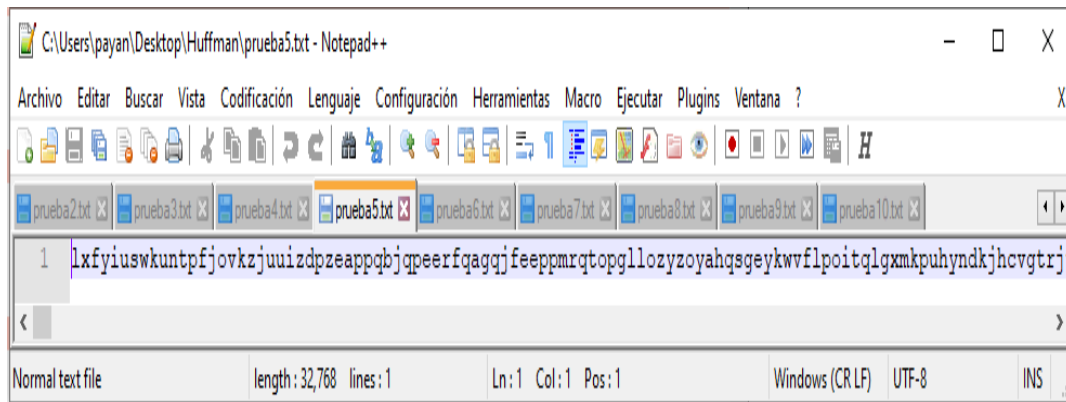 C:\Users\payan\Desktop\Huffman\prueba5.txt - Notepad++
Archivo Editar Buscar Vista Codificación Lenguaje Configuración Herramientas Macro Ejecutar Plugins Ventana ? X
prueba2.txt prueba3.txt prueba4.txt prueba5.txt prueba6.txt prueba7.txt prueba8.txt prueba9.txt prueba10.txt
1 lxfyiuswkuntpfjovkzjuuizdpzeappqbjqpeerfqagqjfeeppmrqtopgllozyzoyahqsgeykwvflpoitqlgxmkpuhyndkjhcvgtrj
Normal text file length : 32,768 lines : 1 Ln : 1 Col : 1 Pos : 1 Windows (CR LF) UTF-8 INS